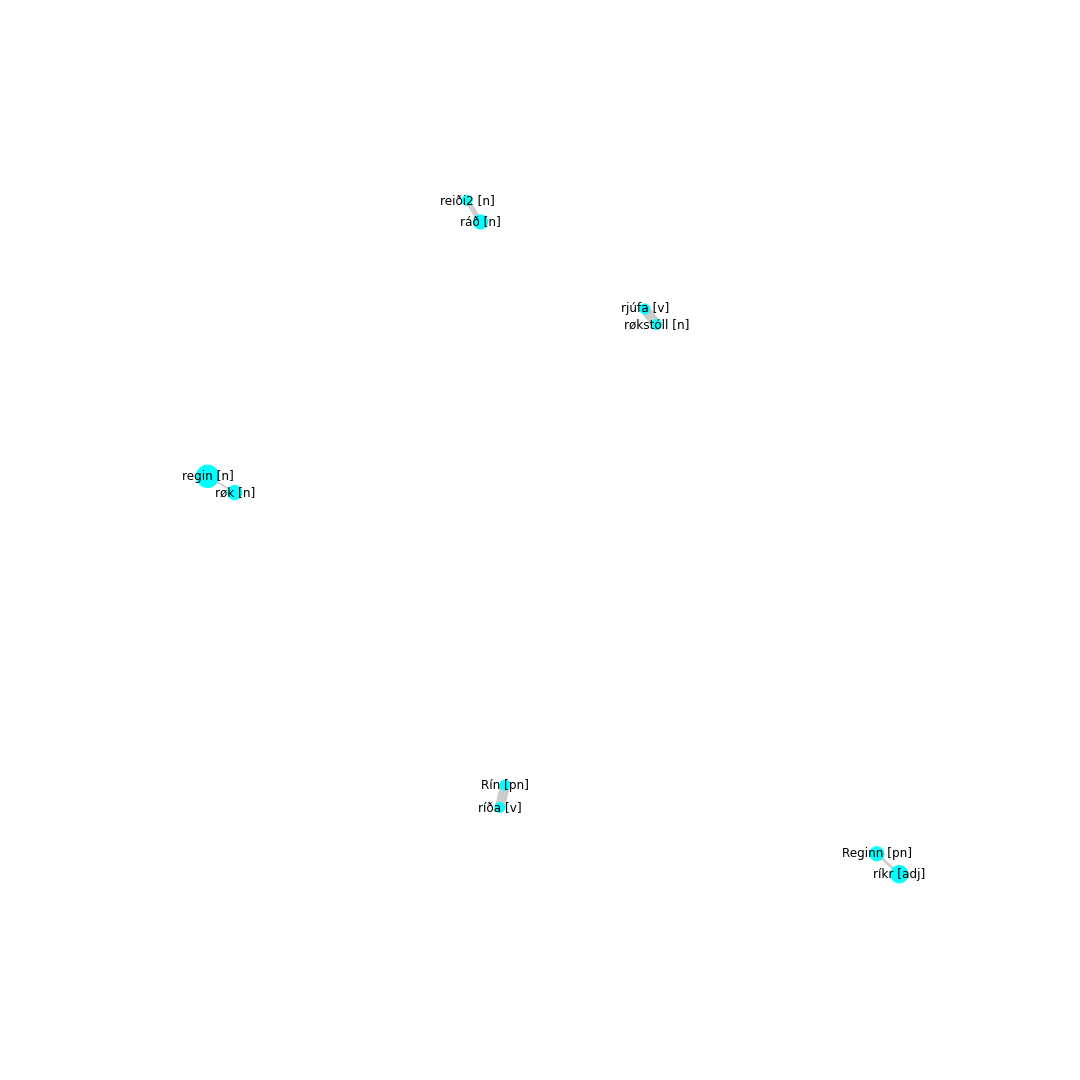 reiði2 [n]
ráð [n]
rjúfa [v]
røkstóll [n]
regin [n]
røk [n]
Rín [pn]
ríða [v]
Reginn [pn]
ríkr [adj]